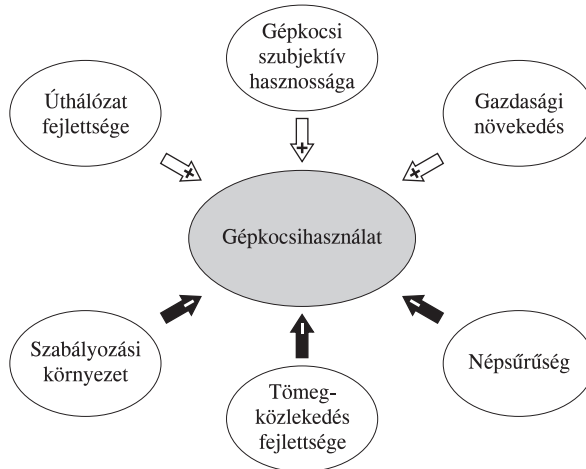 Gépkocsi
szubjektív
hasznossága
Úthálózat
fejlettsége
Gazdasági
növekedés
+
+
+
Gépkocsihasználat
-
-
-
Szabályozási
környezet
Tömeg-
közlekedés
fejlettsége
Népsűrűség